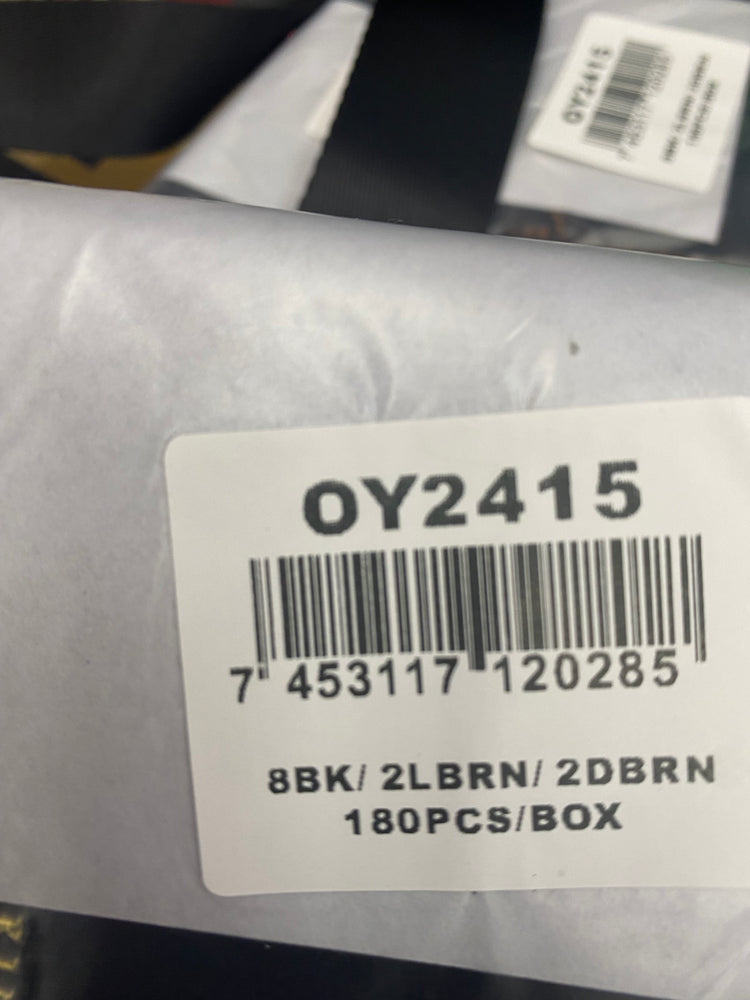 OY2415
OY2415
7 453117 120285
8BK/ 2LBRN/ 2DBRN
180PCS/BOX